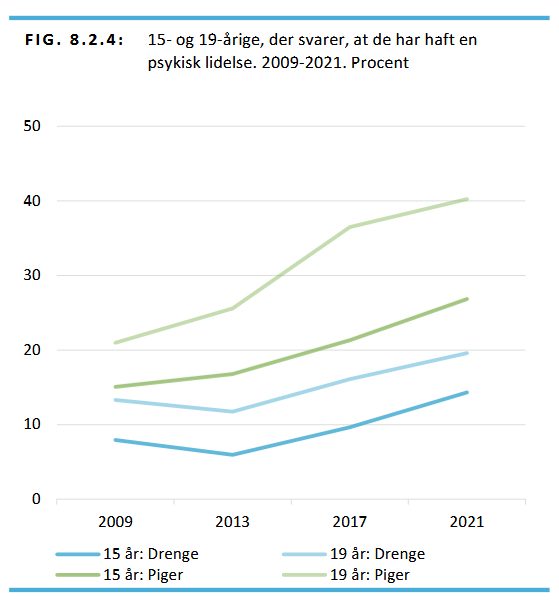 FIG. 8.2.4: 15- og 19-årige, der svarer, at de har haft en
psykisk lidelse. 2009-2021. Procent
50
40
30
20
10
0
2009 2013 2017 2021
15 år: Drenge 19 år: Drenge
15 år: Piger 19 år: Piger